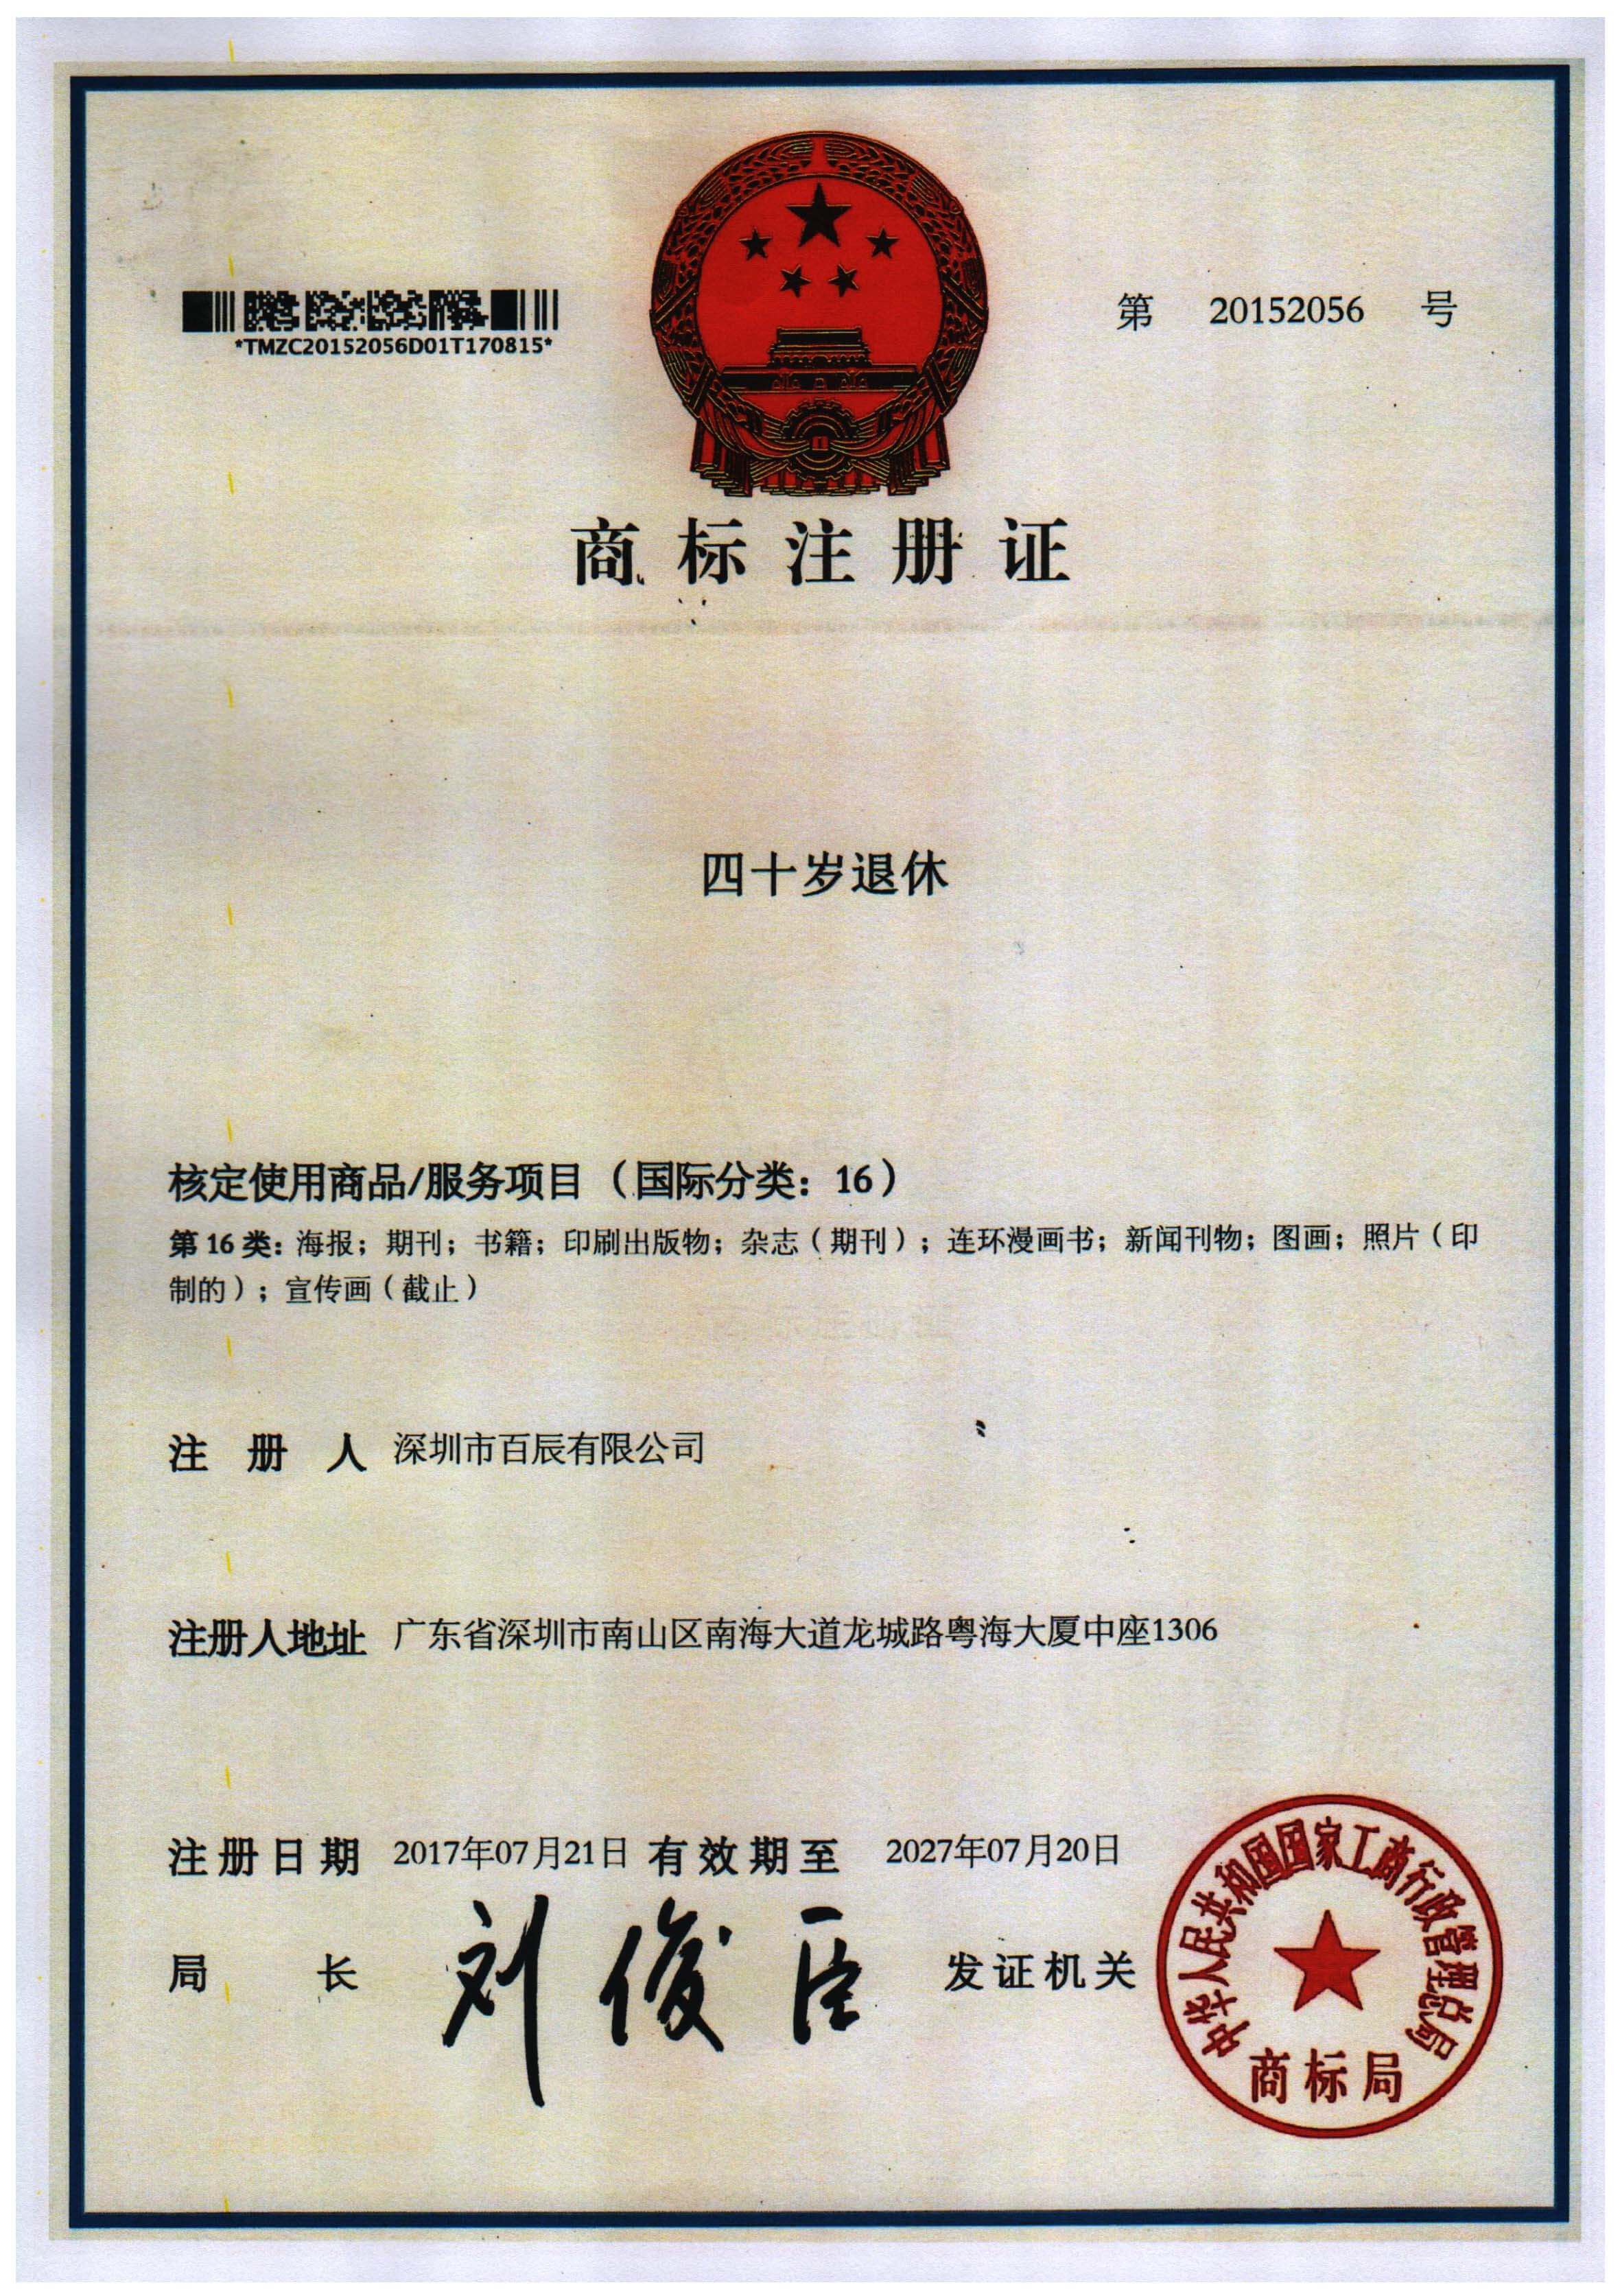 *TMZC20152056D01T170815*
第 20152056 号
商标注册证
四十岁退休
核定使用商品/服务项目（国际分类：16）
第 16 类：海报；期刊；书籍；印刷出版物；杂志（期刊）；连环漫画书；新闻刊物；图画；照片（印
制的）；宣传画（截止）
注 册 人 深圳市百辰有限公司
注册人地址 广东省深圳市南山区南海大道龙城路粤海大厦中座1306
注册日期 2017年07月21日 有效期至 2027年07月20日
局 长 刘俊臣 发证机关
中华人民共和国国家工商行政管理总局
商标局